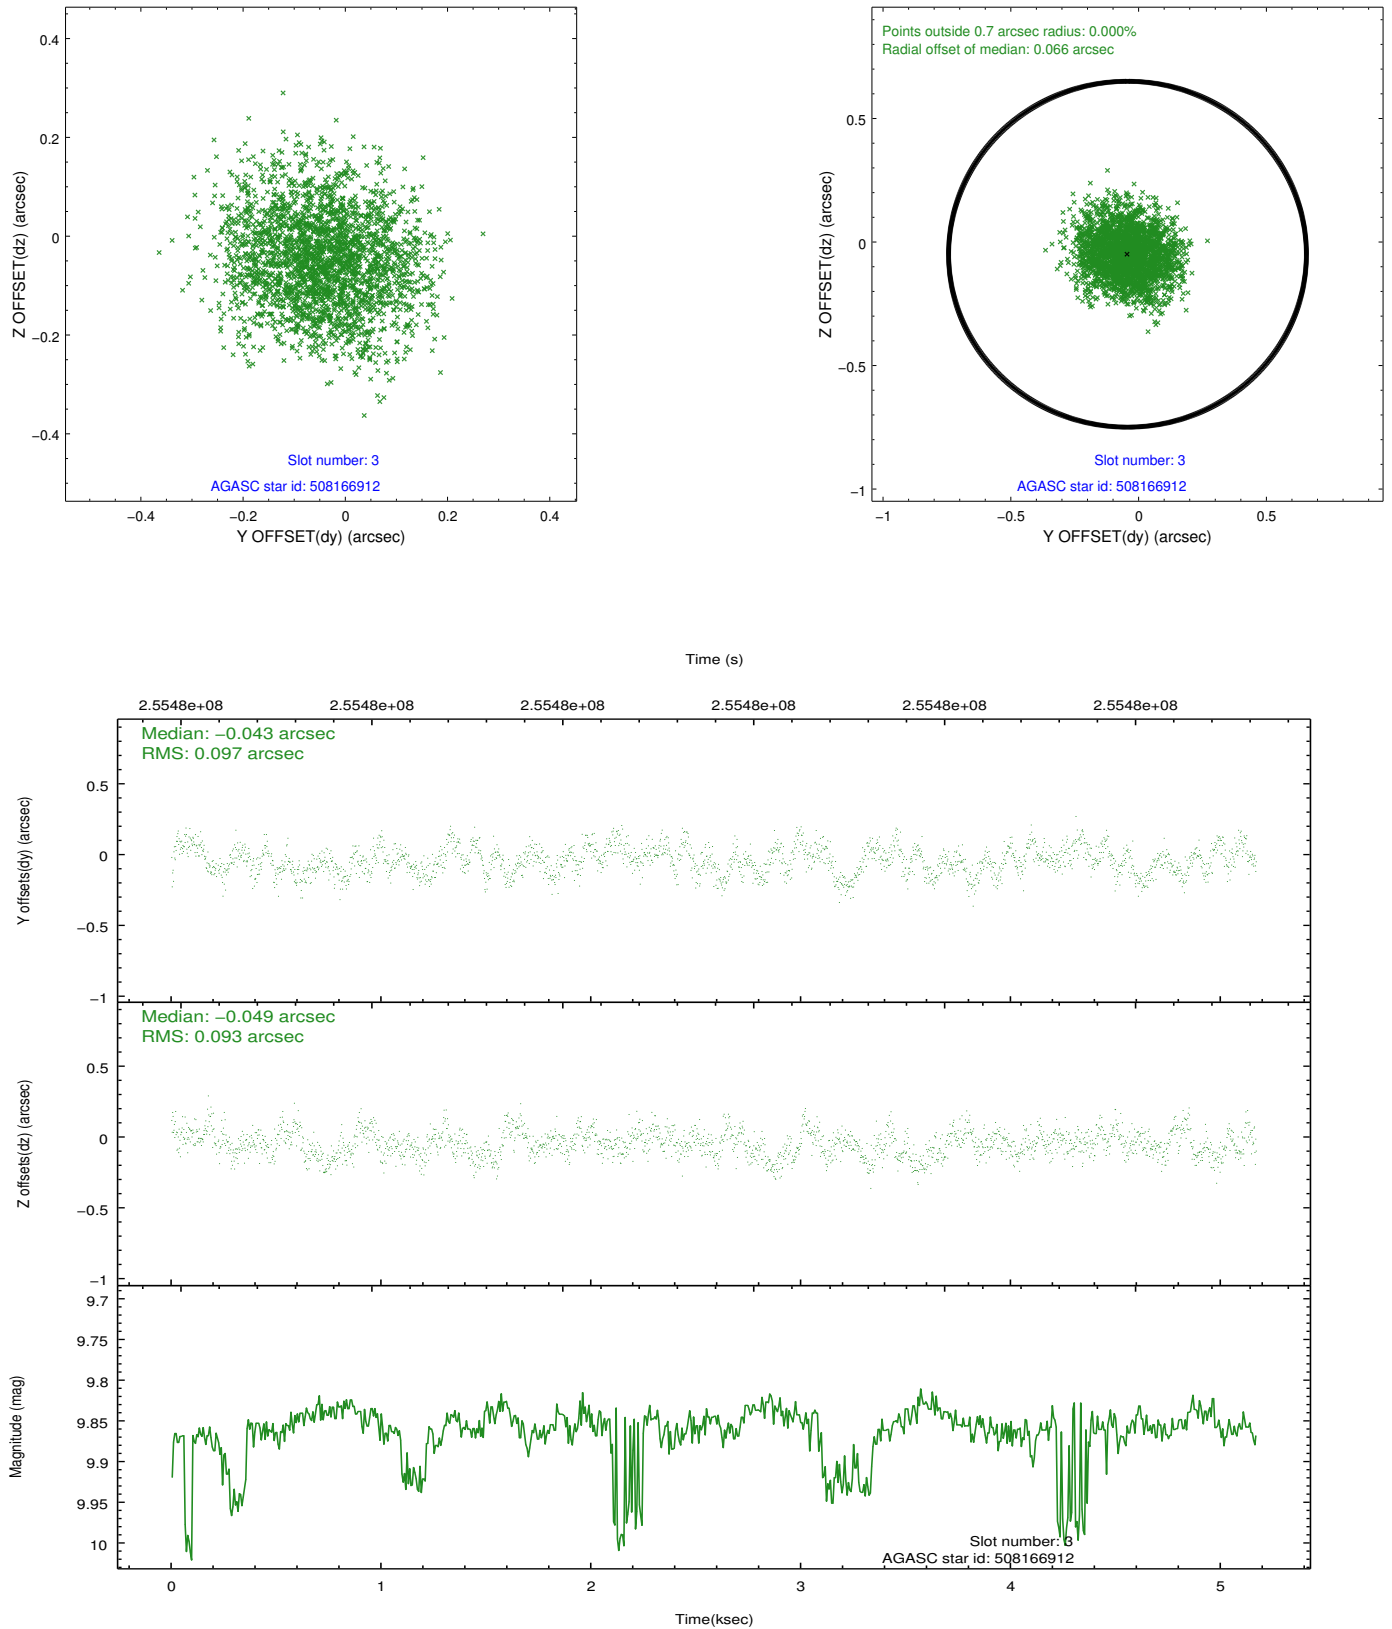 0.4
0.2
0
−0.2
−0.4
Z OFFSET(dz) (arcsec)
Slot number: 3
AGASC star id: 508166912
−0.4 −0.2 0 0.2 0.4
Y OFFSET(dy) (arcsec)
Points outside 0.7 arcsec radius: 0.000%
Radial offset of median: 0.066 arcsec
0.5
0
−0.5
−1
Z OFFSET(dz) (arcsec)
Slot number: 3
AGASC star id: 508166912
−1 −0.5 0 0.5
Y OFFSET(dy) (arcsec)
Time (s)
2.5548e+08 2.5548e+08 2.5548e+08 2.5548e+08 2.5548e+08 2.5548e+08
Median: −0.043 arcsec
RMS: 0.097 arcsec
0.5
0
−0.5
−1
Y offsets(dy) (arcsec)
Median: −0.049 arcsec
RMS: 0.093 arcsec
0.5
0
−0.5
−1
Z offsets(dz) (arcsec)
9.7
9.75
9.8
9.85
9.9
9.95
10
Magnitude (mag)
Slot number: 3
AGASC star id: 508166912
0 1 2 3 4 5
Time(ksec)